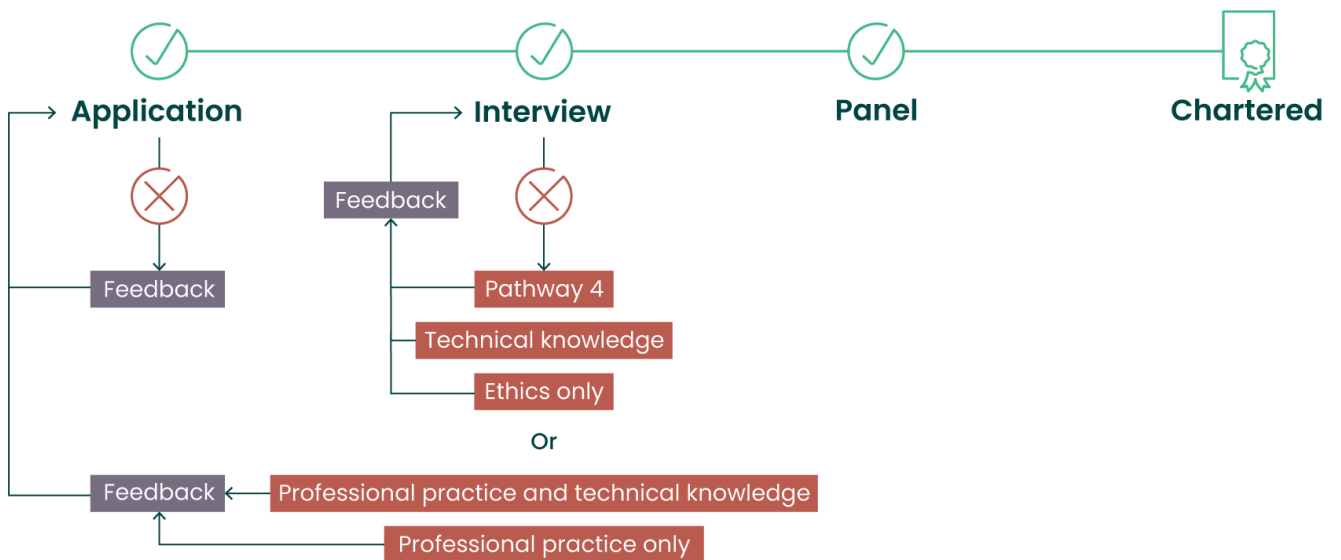 Application
Interview
Panel
Chartered
Feedback
Feedback
Pathway 4
Technical knowledge
Ethics only
Or
Feedback
Professional practice and technical knowledge
Professional practice only